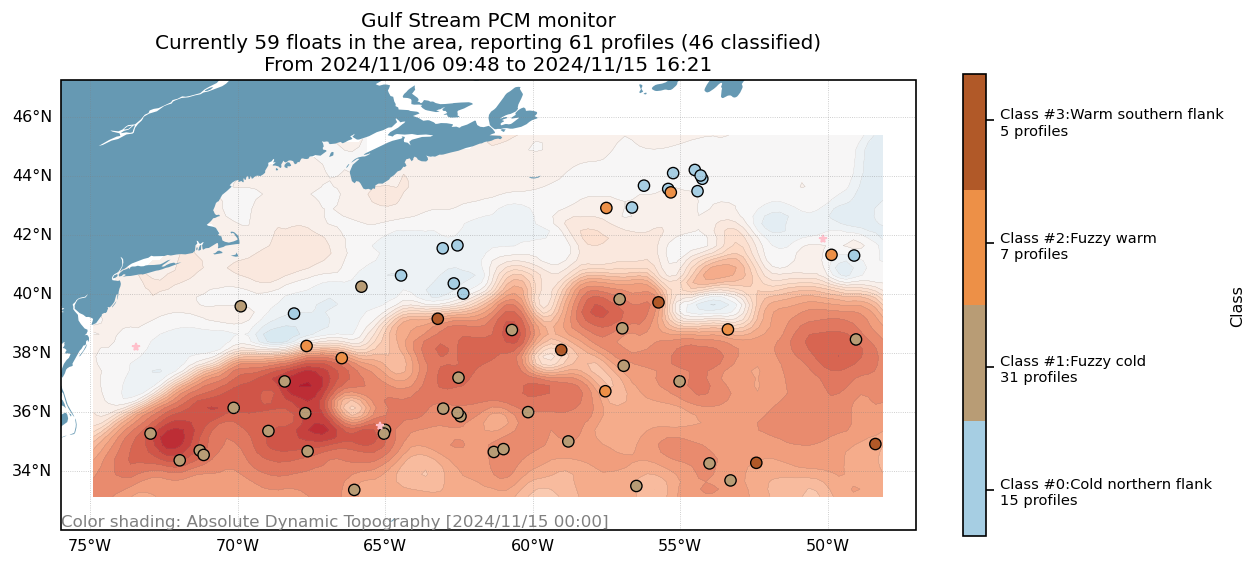 Gulf Stream PCM monitor
Currently 59 floats in the area, reporting 61 profiles (46 classified)
From 2024/11/06 09:48 to 2024/11/15 16:21
46°N
44°N
42°N
40°N
38°N
36°N
34°N
Color shading: Absolute Dynamic Topography [2024/11/15 00:00]
75°W
70°W
65°W
60°W
55°W
50°W
Class #3:Warm southern flank
5 profiles
Class #2:Fuzzy warm
7 profiles
Class #1:Fuzzy cold
31 profiles
Class #0:Cold northern flank
15 profiles
Class